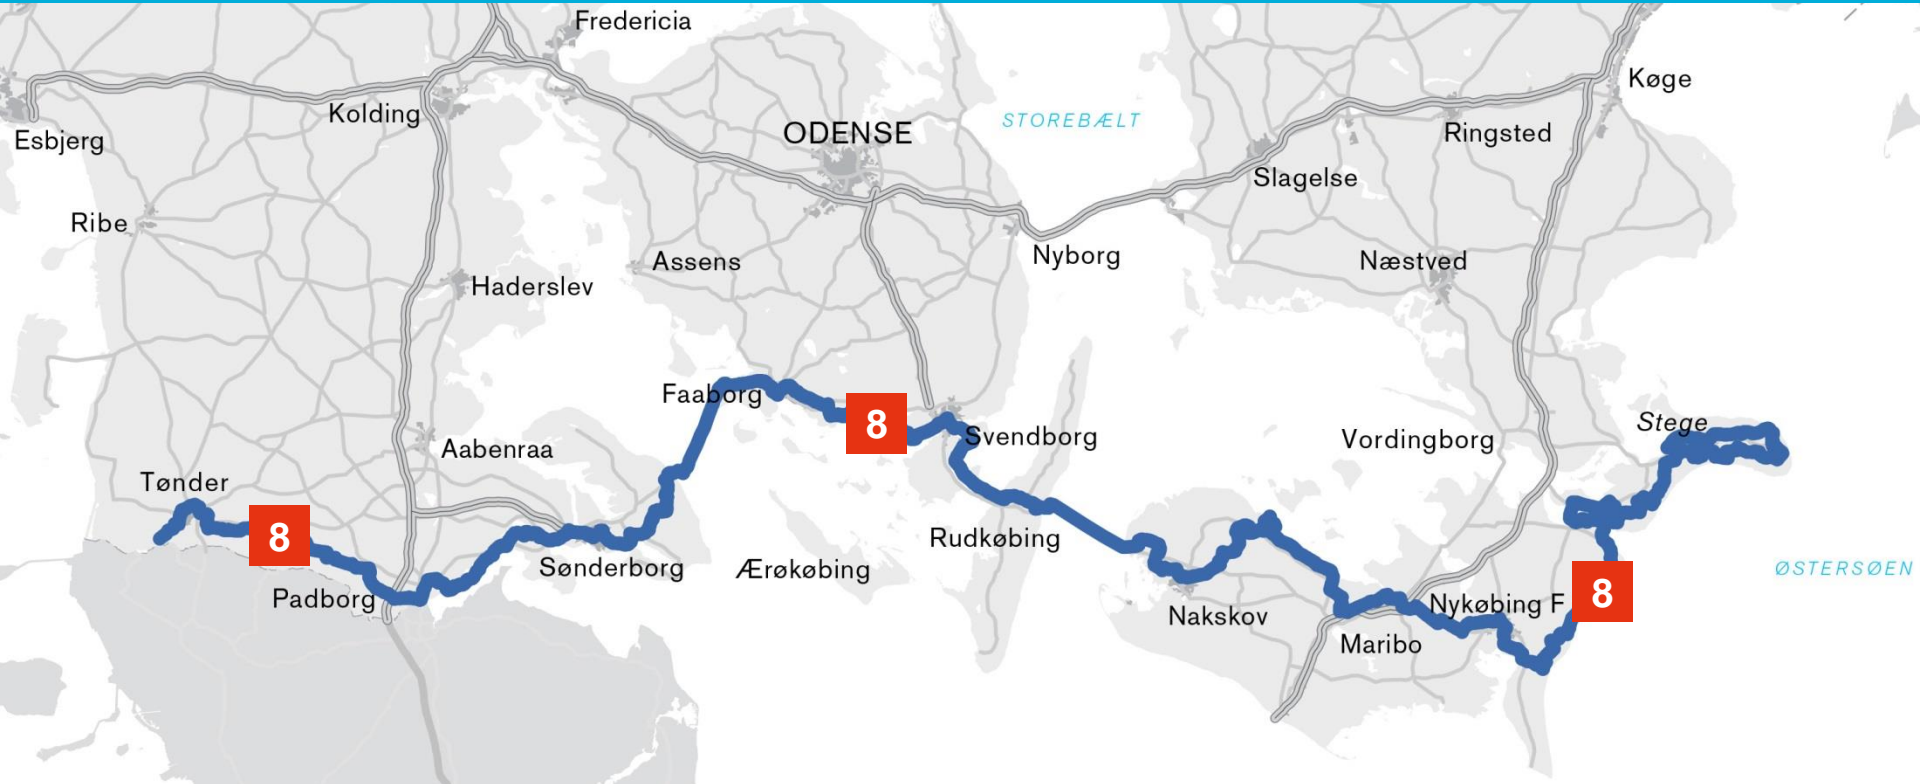 Fredericia
Køge
Kolding
STOREBÆLT
ODENSE
Ringsted
Esbjerg
Slagelse
Ribe
Nyborg
Assens
Næstved
Haderslev
Faaborg
8
Stege
Svendborg
Vordingborg
Aabenraa
Tønder
8
Rudkøbing
Sønderborg
Ærøkøbing
ØSTERSØEN
Padborg
8
Nykøbing F
Nakskov
Maribo